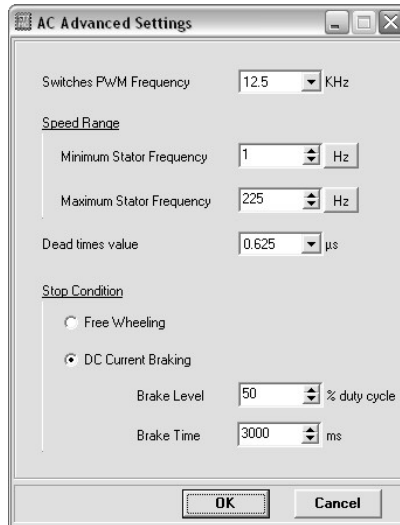 AC Advanced Settings
Switches PWM Frequency 12.5 KHz
Speed Range
Minimum Stator Frequency 1 Hz
Maximum Stator Frequency 225 Hz
Dead times value 0.625 µs
Stop Condition
Free Wheeling
DC Current Braking
Brake Level 50 % duty cycle
Brake Time 3000 ms
OK Cancel